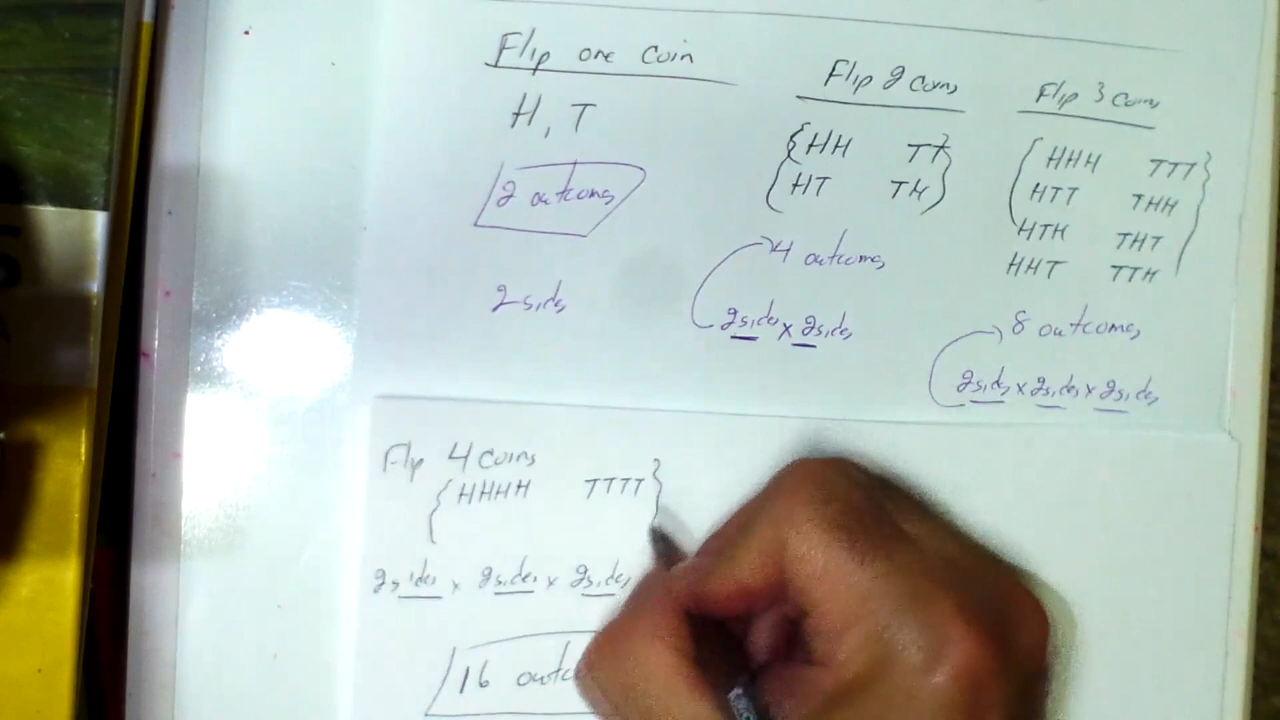 Flip one Coin
H, T
2 outcomes
2 sides
Flip 2 Coins
{HH TT}
(HT TH)
4 outcomes
2 sides x 2 sides
Flip 3 Coins
{HHH TTT}
HTT THH
HTH THT
HHT TTH
8 outcomes
2 sides x 2 sides x 2 sides
Flip 4 Coins
{HHHH TTTT}
2 sides x 2 sides x 2 sides
16